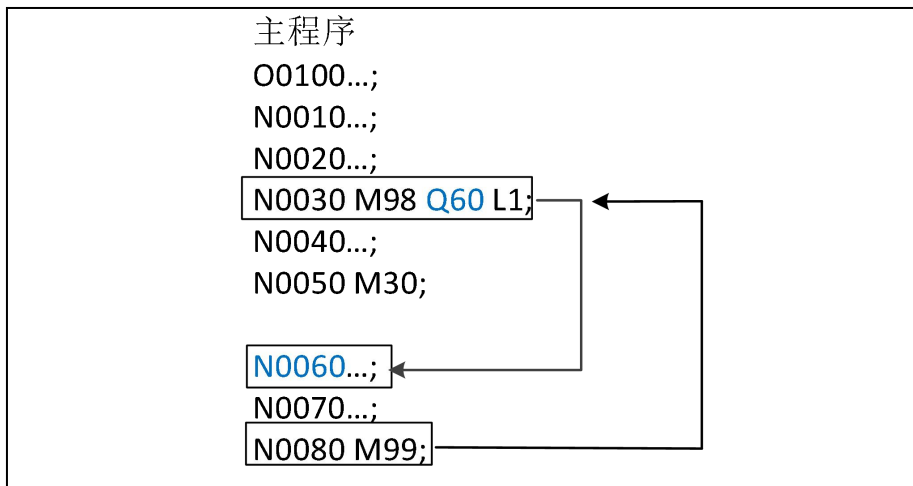 主程序
O0100...;
N0010...;
N0020...;
N0030 M98 Q60 L1;
N0040...;
N0050 M30;
N0060...;
N0070...;
N0080 M99;